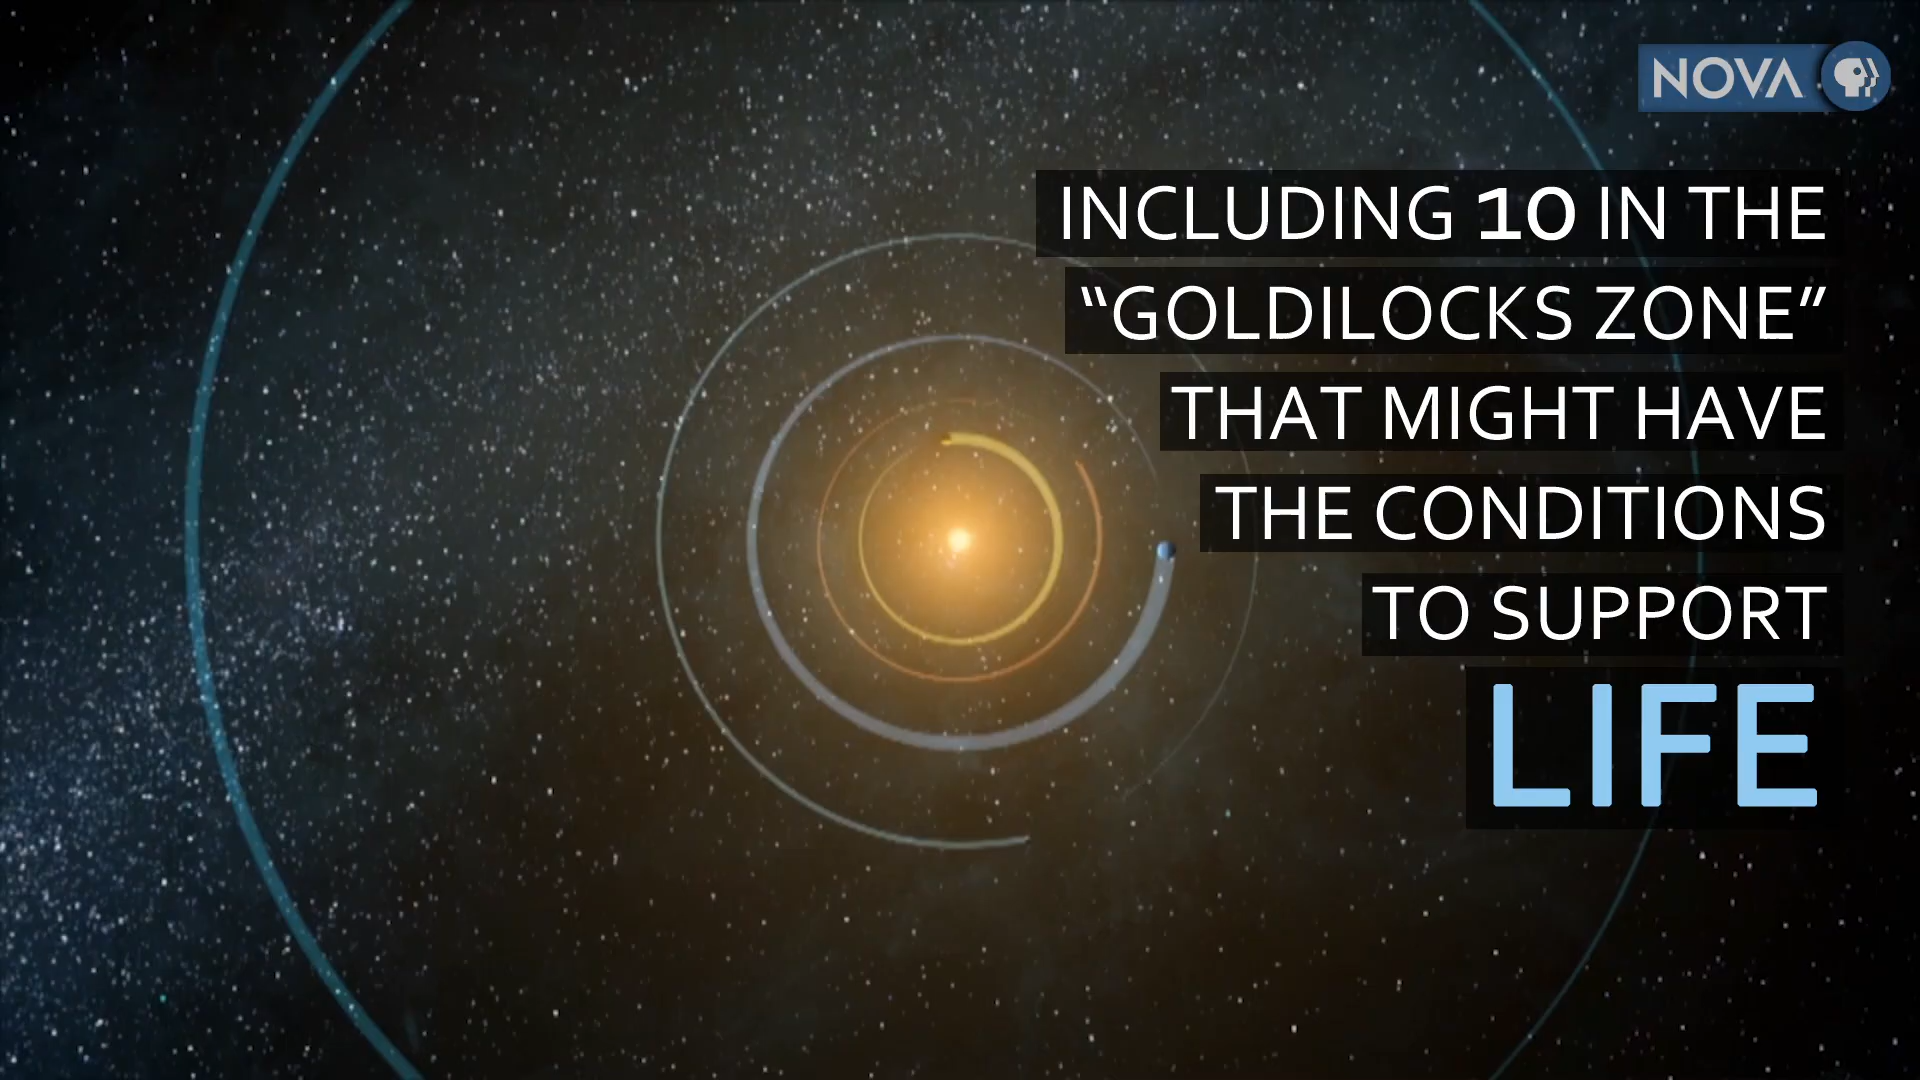 NOVA
INCLUDING 10 IN THE
“GOLDILOCKS ZONE”
THAT MIGHT HAVE
THE CONDITIONS
TO SUPPORT
LIFE